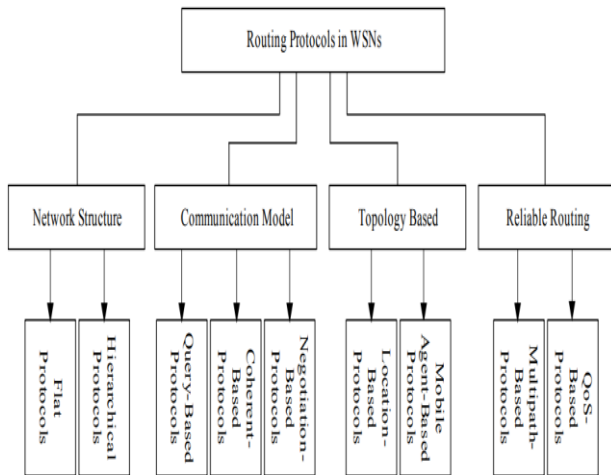 Routing Protocols in WSNs
Network Structure
Communication Model
Topology Based
Reliable Routing
Flat
Protocols
Hierarchical
Protocols
Query-Based
Protocols
Coherent-
Based
Protocols
Negotiation-
Based
Protocols
Location-
Based
Protocols
Mobile
Agent-Based
Protocols
Multipath-
Based
Protocols
QoS-
Based
Protocols